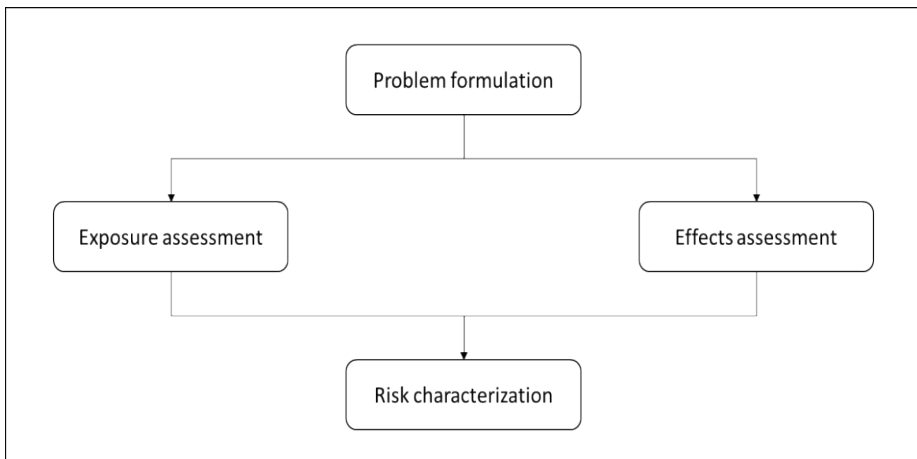 Problem formulation
Exposure assessment
Effects assessment
Risk characterization